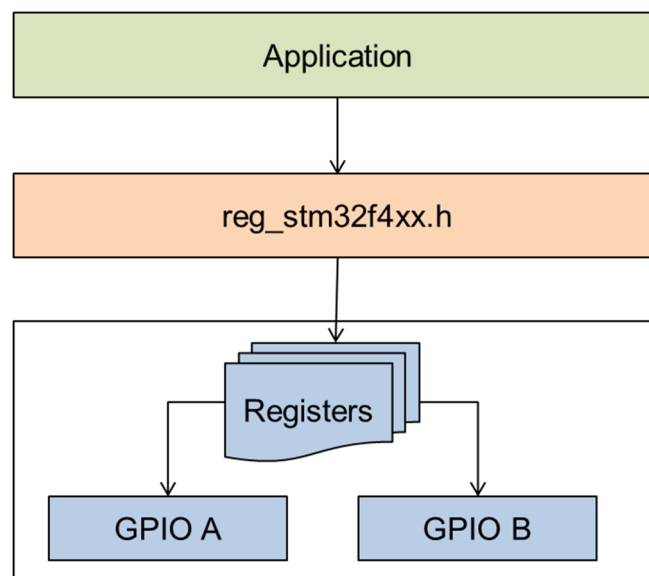 Application
reg_stm32f4xx.h
Registers
GPIO A
GPIO B